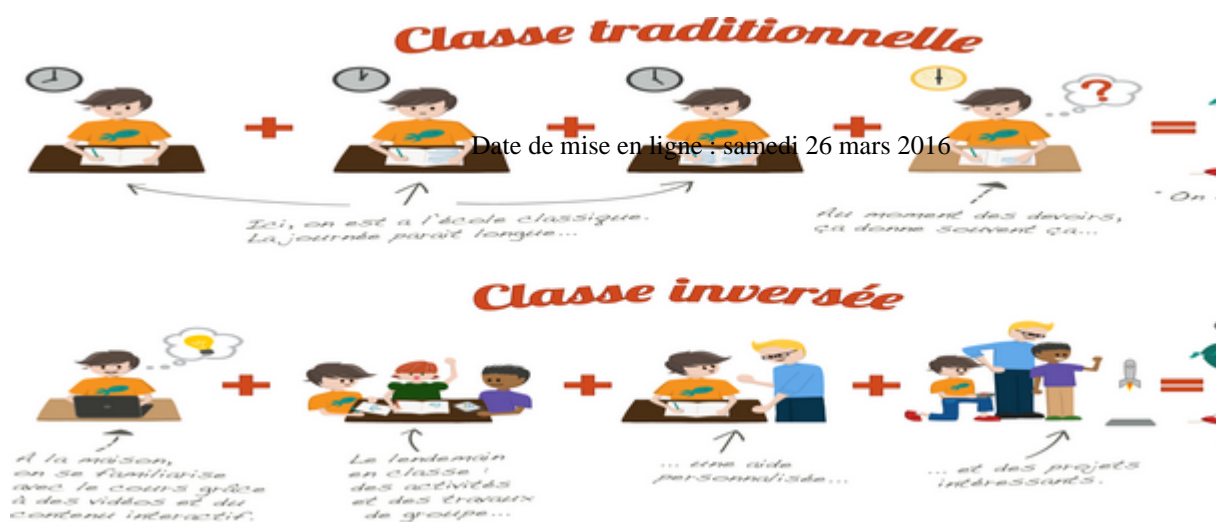 Classe traditionnelle
?
Date de mise en ligne : samedi 26 mars 2016
Ici, on est a l'école classique.
La journée parait longue...
Au moment des devoirs,
ça donne souvent ça...
" On
Classe inversée
A la maison,
on se familiarise
avec le cours grâce
à des vidéos et du
contenu interactif.
Le lendemain
en classe :
des activités
et des travaux
de groupe...
... une aide
personnalisée...
... et des projets
intéressants.